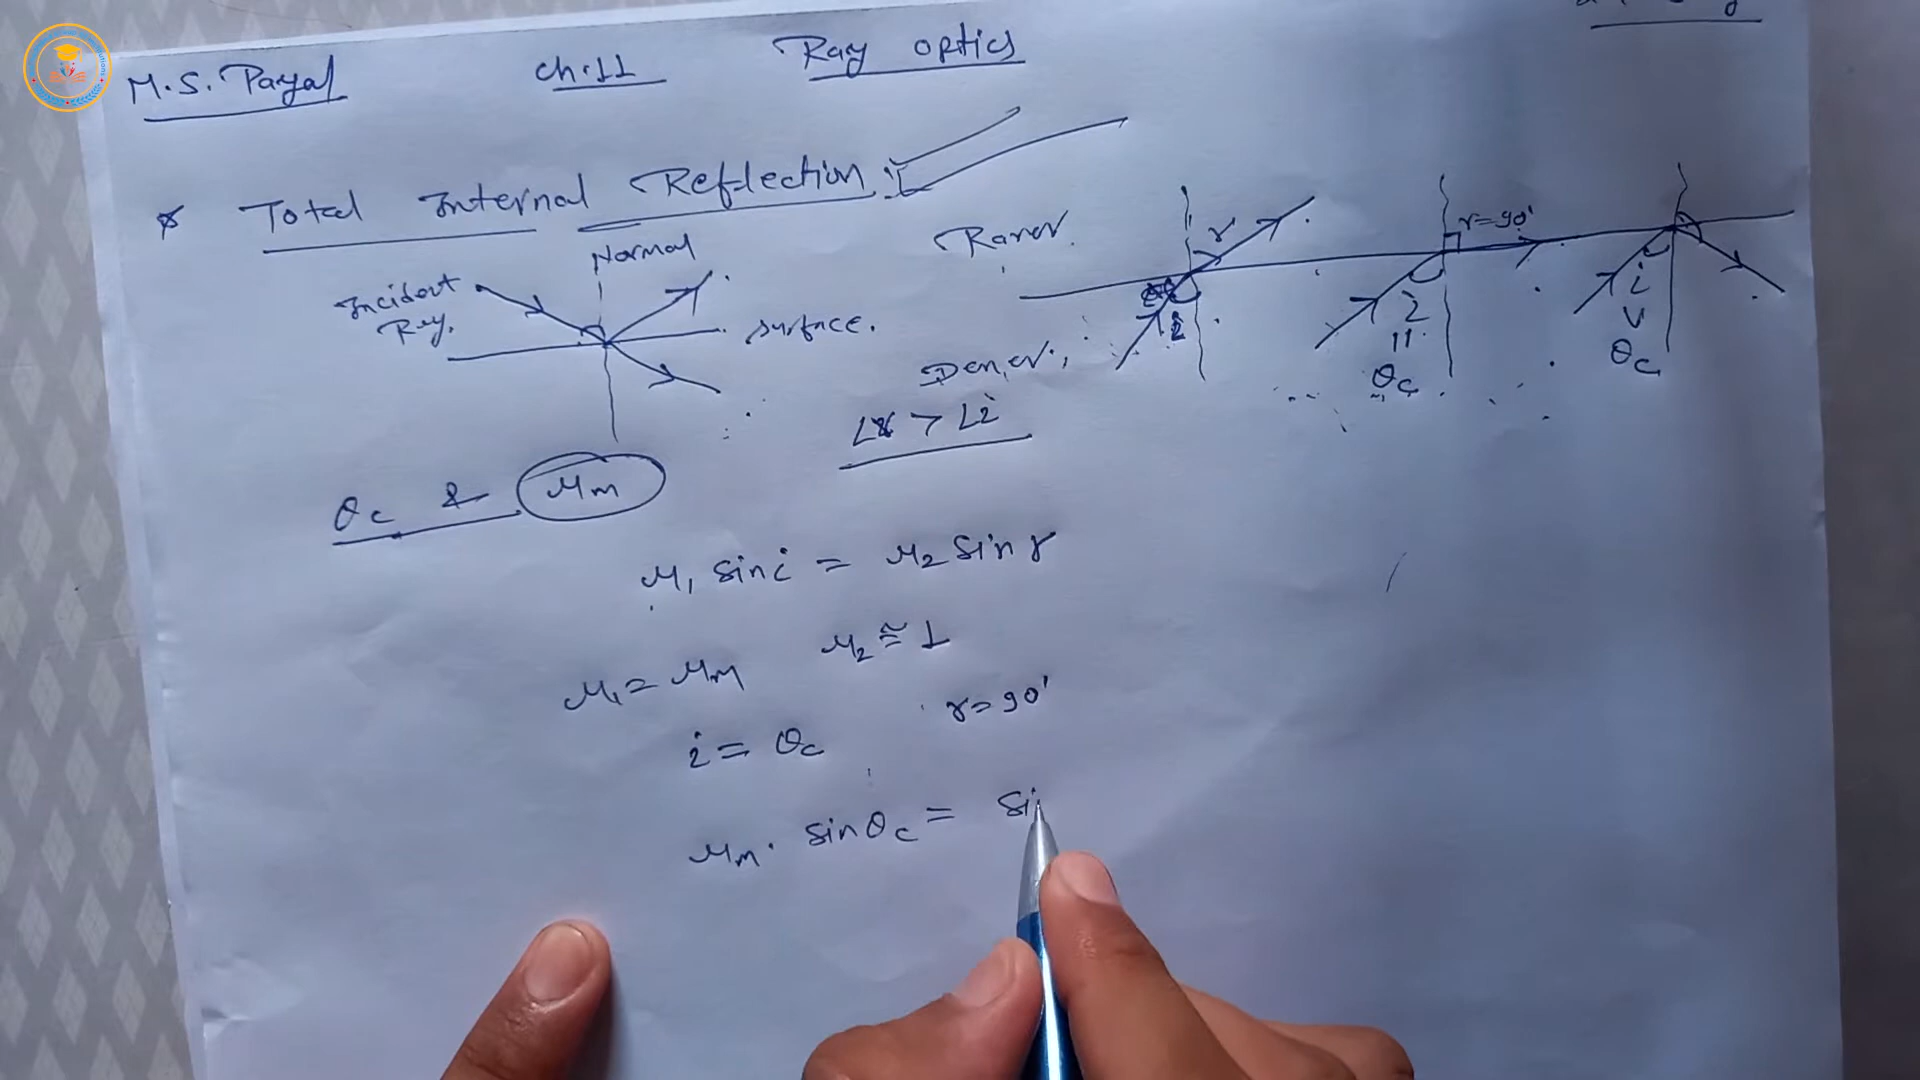 M.S. Payal ch.11 Ray optics
* Total Internal Reflection :-
Normal
Incident
Ray.
surface.
Rarer.
Denser.
r
i
r=90°
i
||
θc
i
v
θc
∠r > ∠i
θc & μm
μ1 sin i = μ2 sin r
μ1 = μm μ2 ≅ 1
i = θc r = 90°
μm . sin θc = si